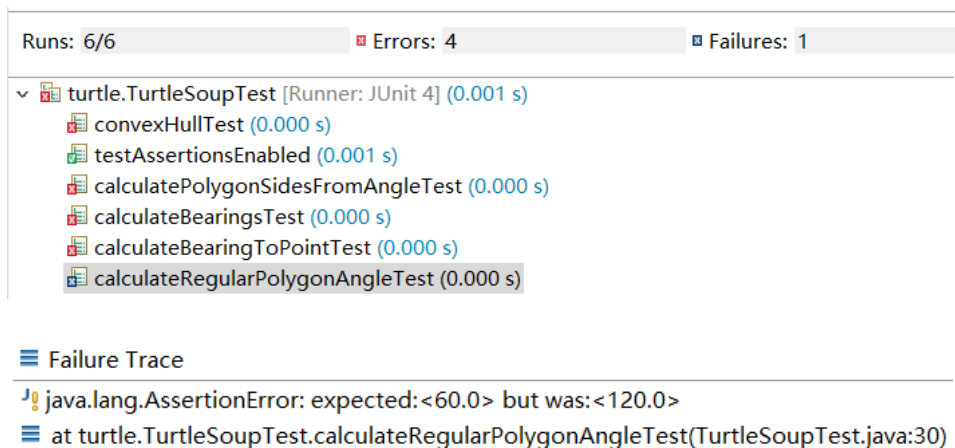 Runs: 6/6 Errors: 4 Failures: 1
turtle.TurtleSoupTest [Runner: JUnit 4] (0.001 s)
convexHullTest (0.000 s)
testAssertionsEnabled (0.001 s)
calculatePolygonSidesFromAngleTest (0.000 s)
calculateBearingsTest (0.000 s)
calculateBearingToPointTest (0.000 s)
calculateRegularPolygonAngleTest (0.000 s)
Failure Trace
java.lang.AssertionError: expected:<60.0> but was:<120.0>
at turtle.TurtleSoupTest.calculateRegularPolygonAngleTest(TurtleSoupTest.java:30)